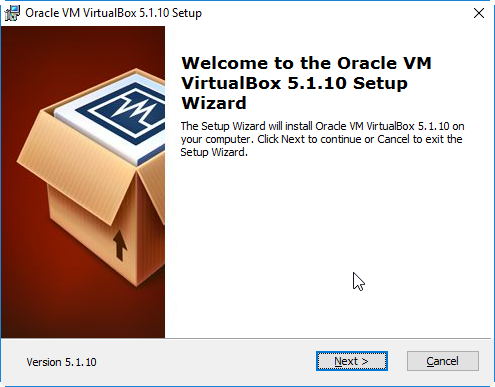 Oracle VM VirtualBox 5.1.10 Setup
Welcome to the Oracle VM
VirtualBox 5.1.10 Setup
Wizard
The Setup Wizard will install Oracle VM VirtualBox 5.1.10 on
your computer. Click Next to continue or Cancel to exit the
Setup Wizard.
Version 5.1.10
Next >
Cancel